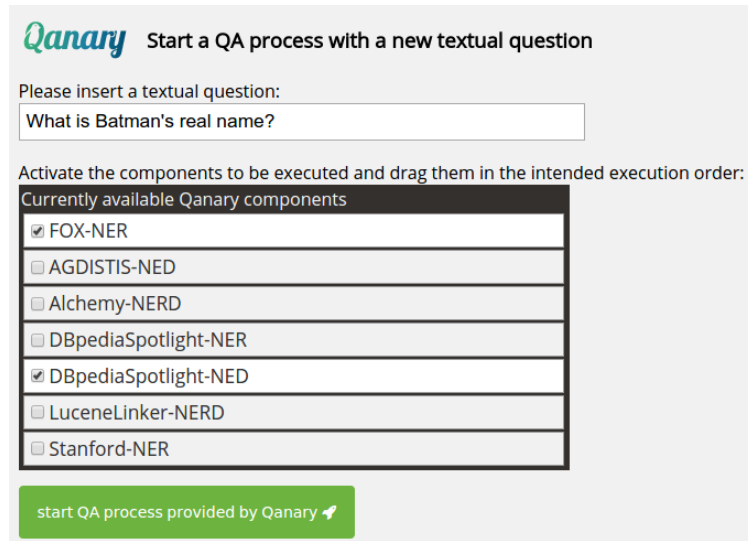 Qanary Start a QA process with a new textual question
Please insert a textual question:
What is Batman's real name?
Activate the components to be executed and drag them in the intended execution order:
Currently available Qanary components
FOX-NER
AGDISTIS-NED
Alchemy-NERD
DBpediaSpotlight-NER
DBpediaSpotlight-NED
LuceneLinker-NERD
Stanford-NER
start QA process provided by Qanary